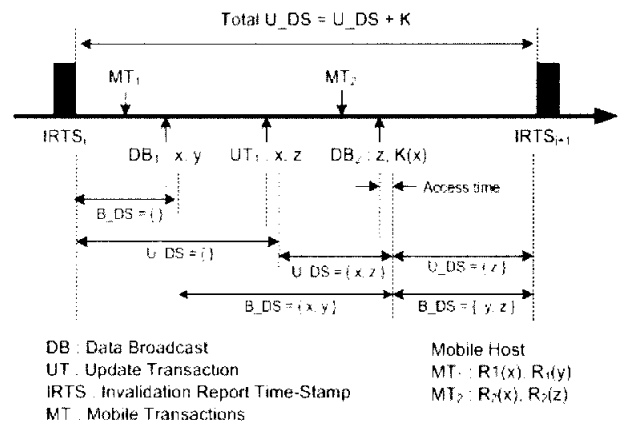 Total U_DS = U_DS + K
MT₁
MT₂
IRTSᵢ
IRTSᵢ₊₁
DB₁ : x, y
UT₁ : x, z
DB₂ : z, K(x)
Access time
B_DS = { }
U_DS = { }
U_DS = {x, z}
U_DS = {z}
B_DS = {x, y}
B_DS = { y, z}
DB : Data Broadcast
UT : Update Transaction
IRTS : Invalidation Report Time-Stamp
MT : Mobile Transactions
Mobile Host
MT₁ : R1(x), R₁(y)
MT₂ : R₂(x), R₂(z)